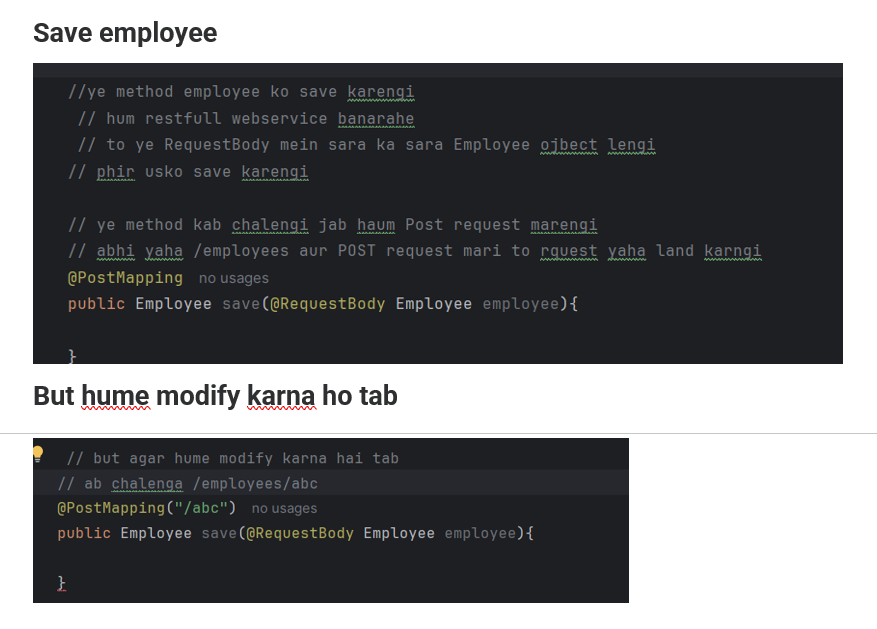 Save employee
//ye method employee ko save karengi
// hum restfull webservice banarahe
// to ye RequestBody mein sara ka sara Employee ojbect lengi
// phir usko save karengi
// ye method kab chalengi jab haum Post request marengi
// abhi yaha /employees aur POST request mari to rquest yaha land karngi
@PostMapping no usages
public Employee save(@RequestBody Employee employee){
}
But hume modify karna ho tab
// but agar hume modify karna hai tab
// ab chalenga /employees/abc
@PostMapping("/abc") no usages
public Employee save(@RequestBody Employee employee){
}